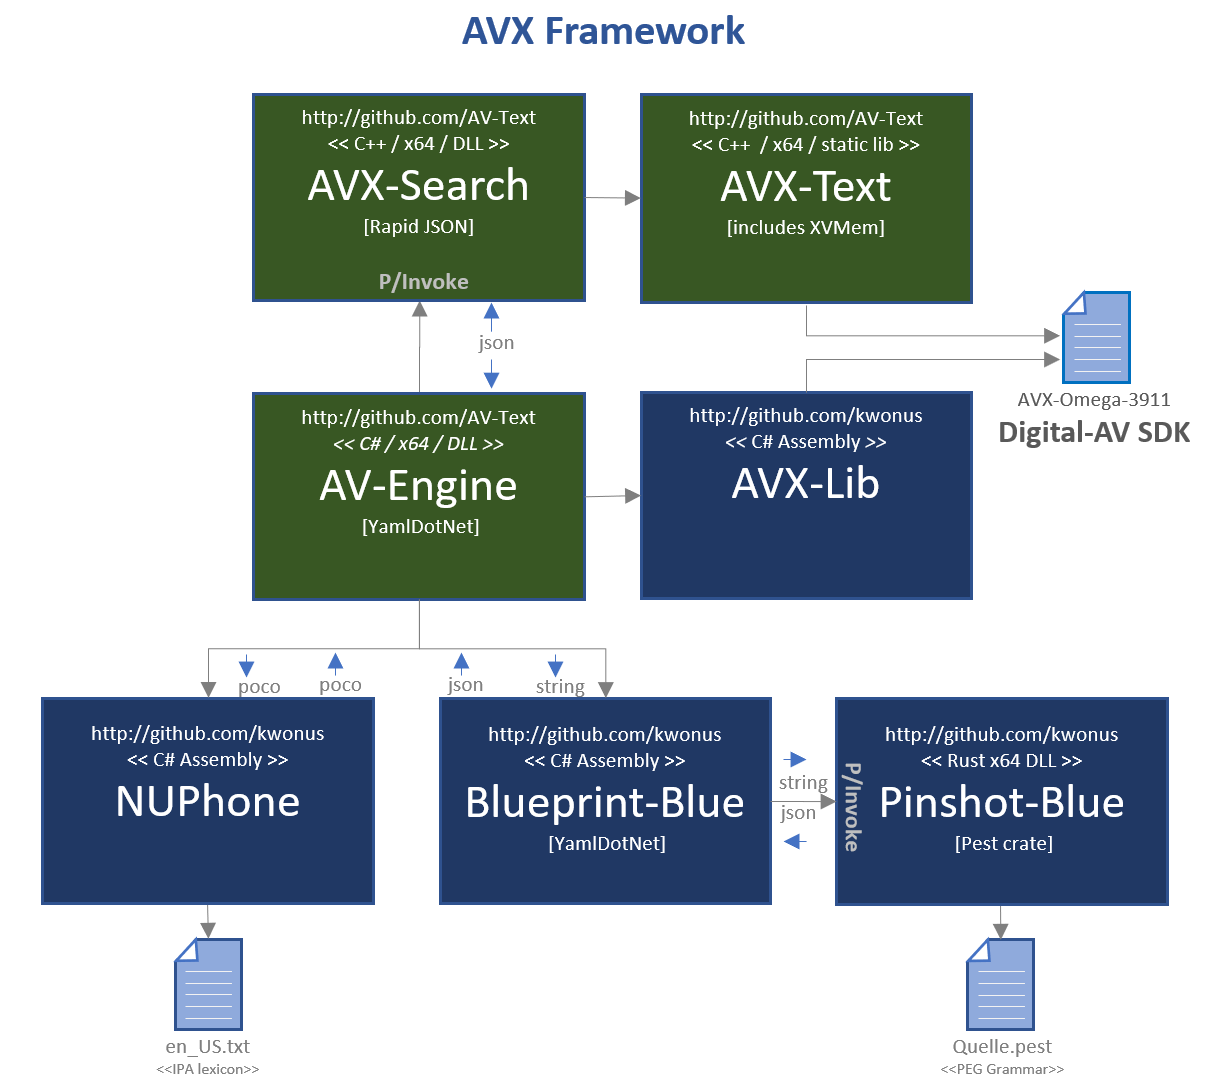 AVX Framework
http://github.com/AV-Text
<< C++ / x64 / DLL >>
AVX-Search
[Rapid JSON]
P/Invoke
http://github.com/AV-Text
<< C++  / x64 / static lib >>
AVX-Text
[includes XVMem]
json
AVX-Omega-3911
Digital-AV SDK
http://github.com/AV-Text
<< C# / x64 / DLL >>
AV-Engine
[YamlDotNet]
http://github.com/kwonus
<< C# Assembly >>
AVX-Lib
poco
poco
json
string
http://github.com/kwonus
<< C# Assembly >>
NUPhone
http://github.com/kwonus
<< C# Assembly >>
Blueprint-Blue
[YamlDotNet]
string
json
P/Invoke
http://github.com/kwonus
<< Rust x64 DLL >>
Pinshot-Blue
[Pest crate]
en_US.txt
<<IPA lexicon>>
Quelle.pest
<<PEG Grammar>>